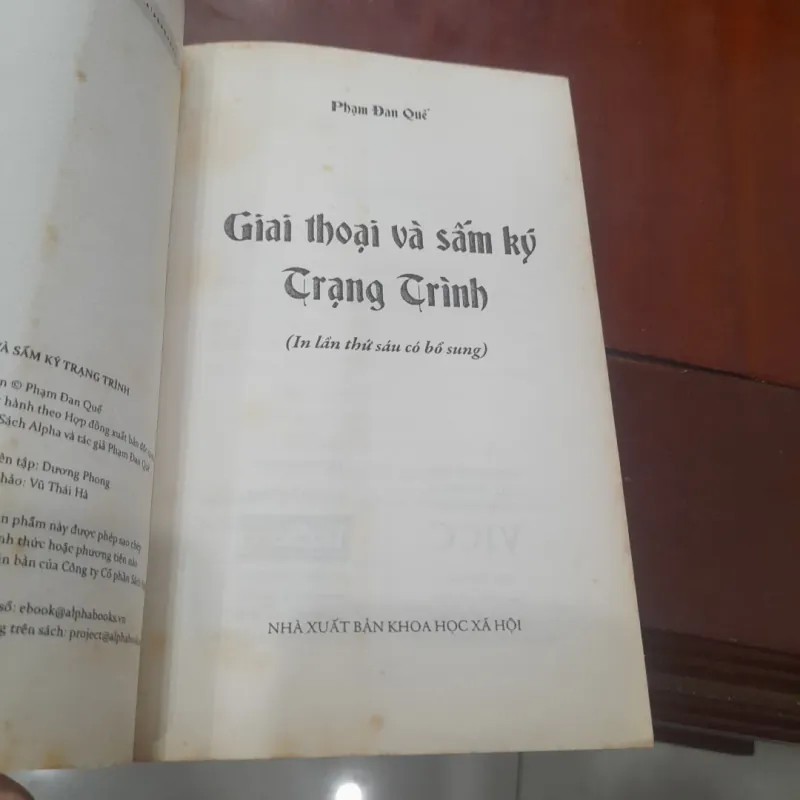 À SẤM KÝ TRẠNG TRÌNH
n © Phạm Đan Quế
hành theo Hợp đồng xuất bản
Sách Alpha và tác giả Phạm Đan Quế
ên tập: Dương Phong
hảo: Vũ Thái Hà
n phẩm này được phép sao chép
nh thức hoặc phương tiện nào
n bản của Công ty Cổ phần Sách
số: ebook@alphabooks.vn
g trên sách: project@alphabooks
Phạm Đan Quế
Giai thoại và sấm ký
Trạng Trình
(In lần thứ sáu có bổ sung)
NHÀ XUẤT BẢN KHOA HỌC XÃ HỘI